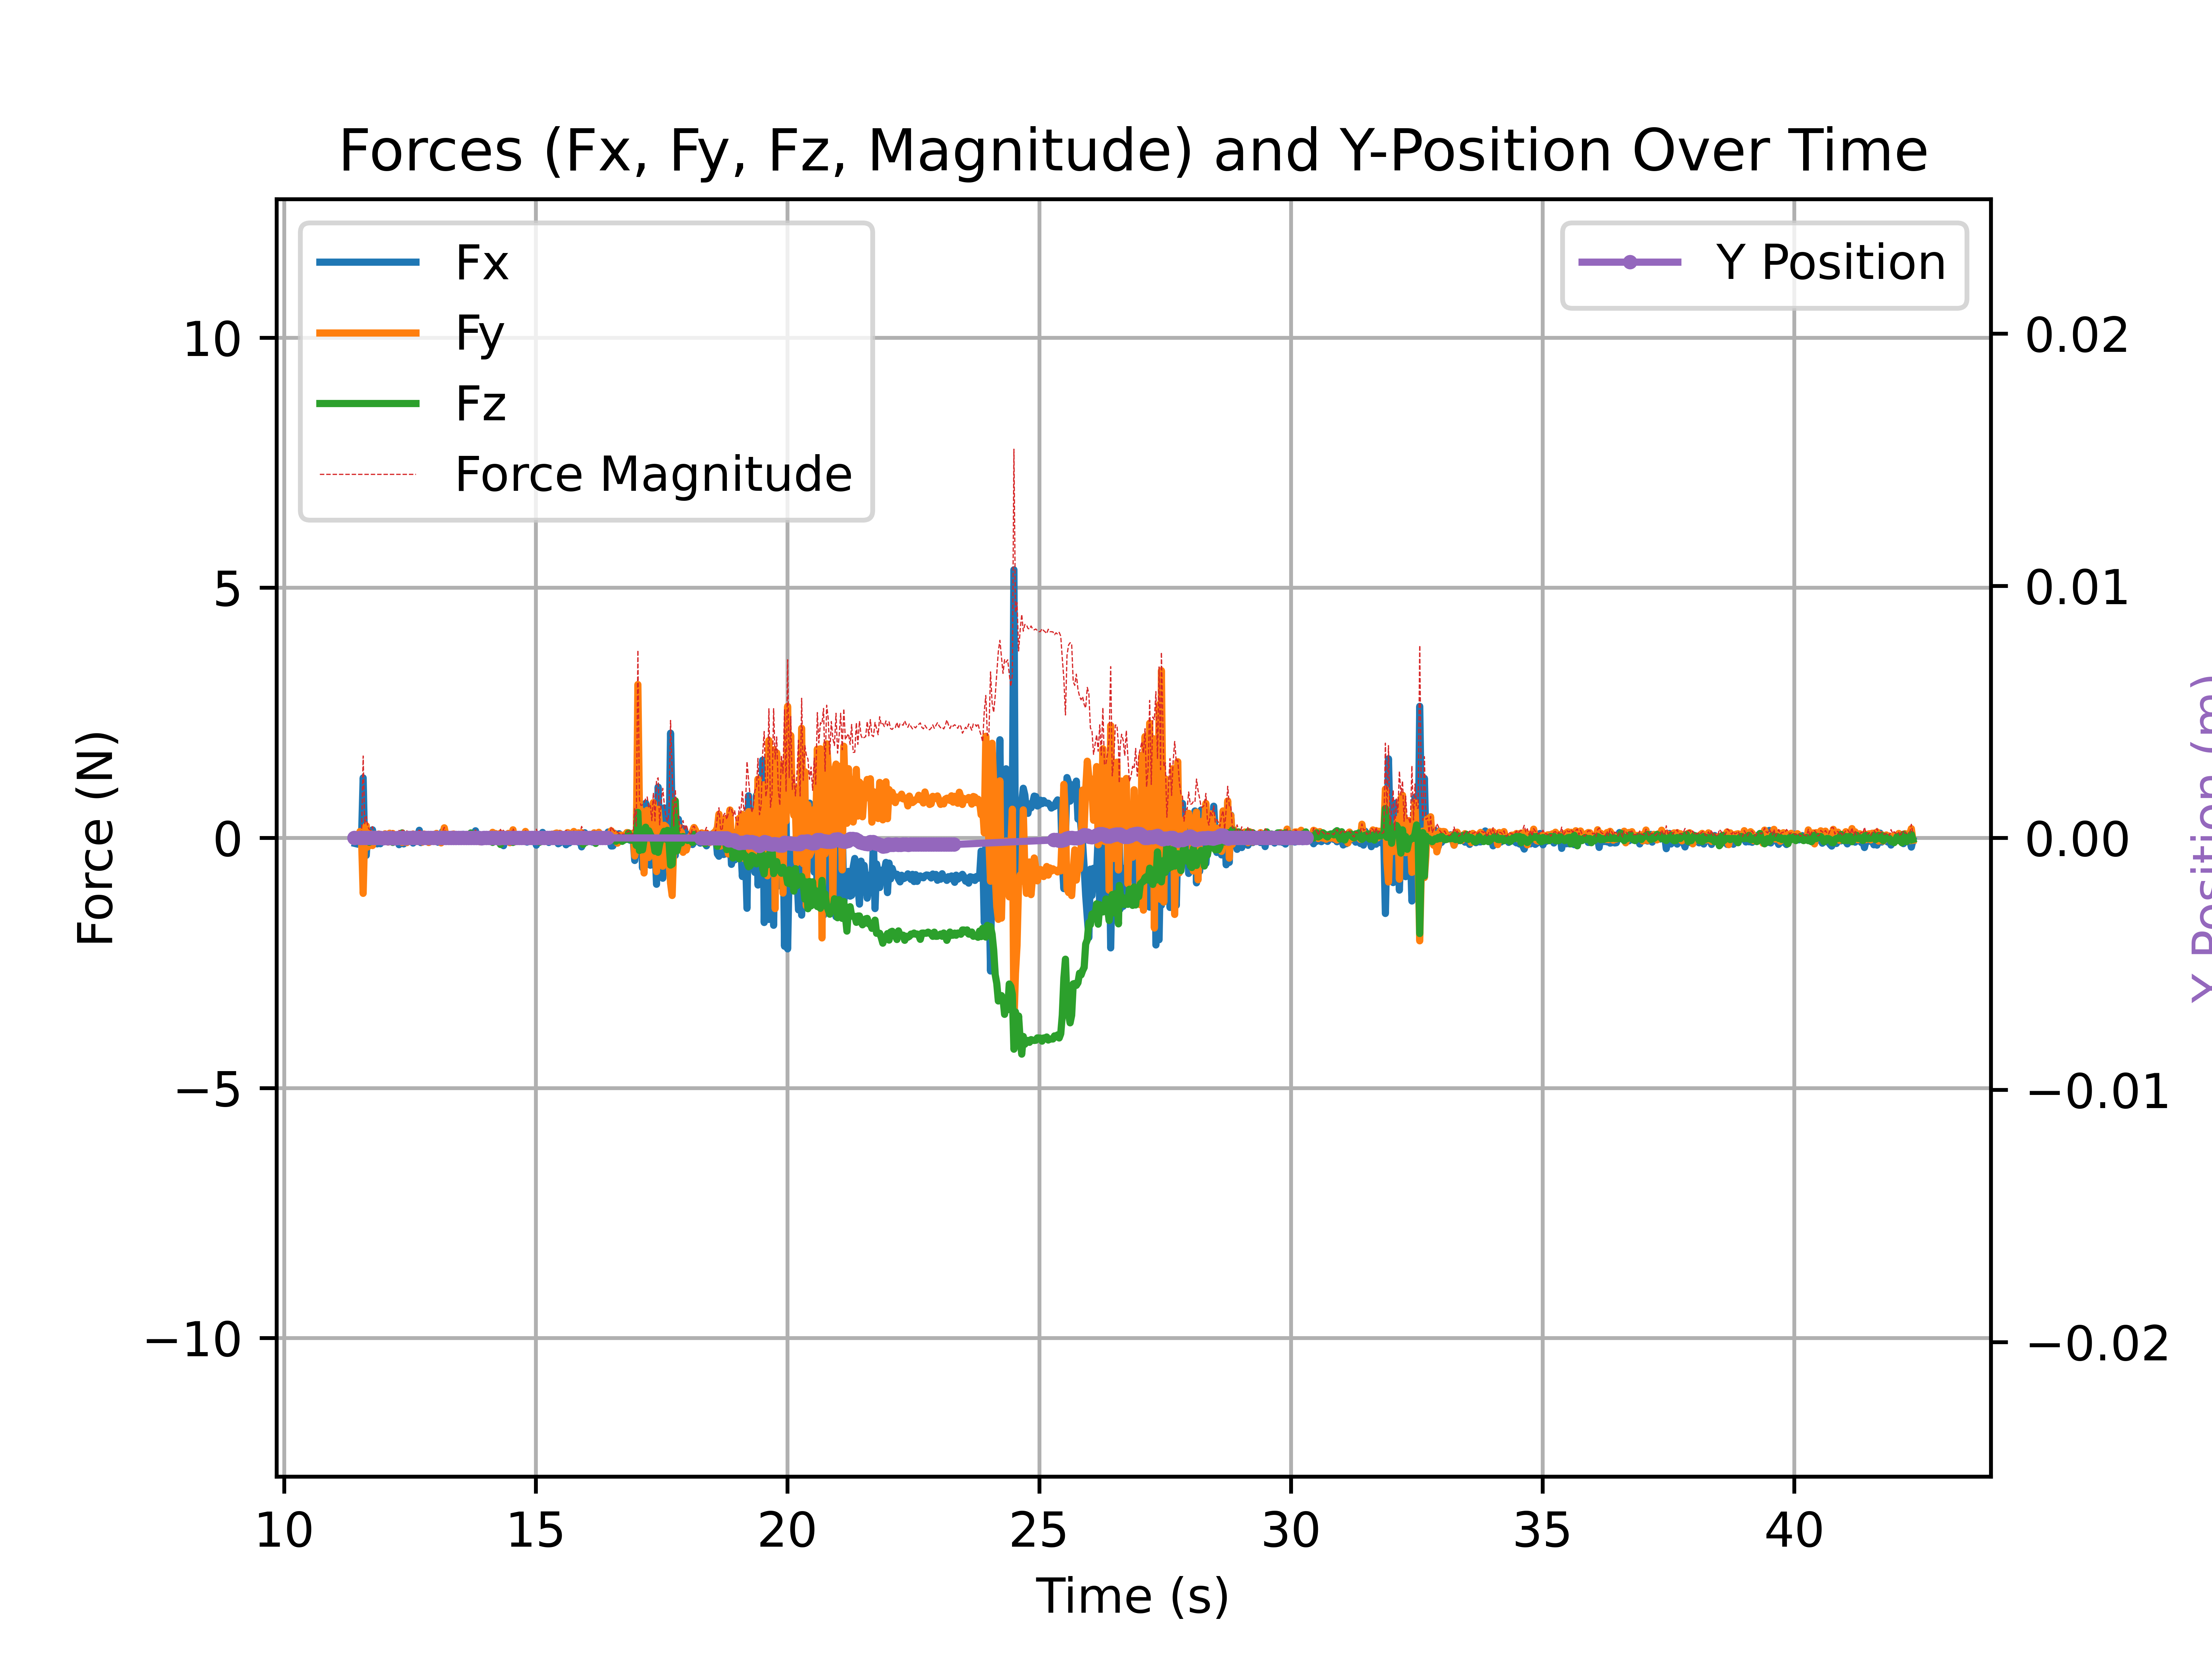 Forces (Fx, Fy, Fz, Magnitude) and Y-Position Over Time
Fx
Fy
Fz
Force Magnitude
Y Position
10
5
0
−5
−10
Force (N)
0.02
0.01
0.00
−0.01
−0.02
Y Position (m)
10 15 20 25 30 35 40
Time (s)